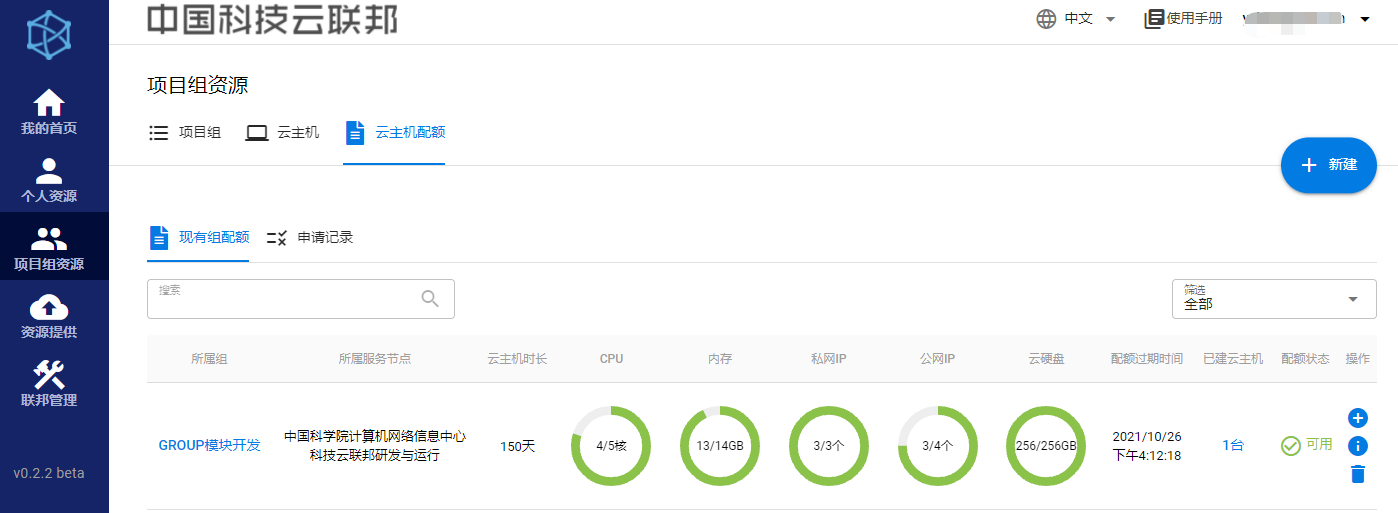 中国科技云联邦
中文
使用手册
我的首页
个人资源
项目组资源
资源提供
联邦管理
v0.2.2 beta
项目组资源
项目组 云主机 云主机配额
新建
现有组配额 申请记录
搜索
筛选
全部
所属组 所属服务节点 云主机时长 CPU 内存 私网IP 公网IP 云硬盘 配额过期时间 已建云主机 配额状态 操作
GROUP模块开发
中国科学院计算机网络信息中心
科技云联邦研发与运行
150天
4/5核
13/14GB
3/3个
3/4个
256/256GB
2021/10/26
下午4:12:18
1台
可用